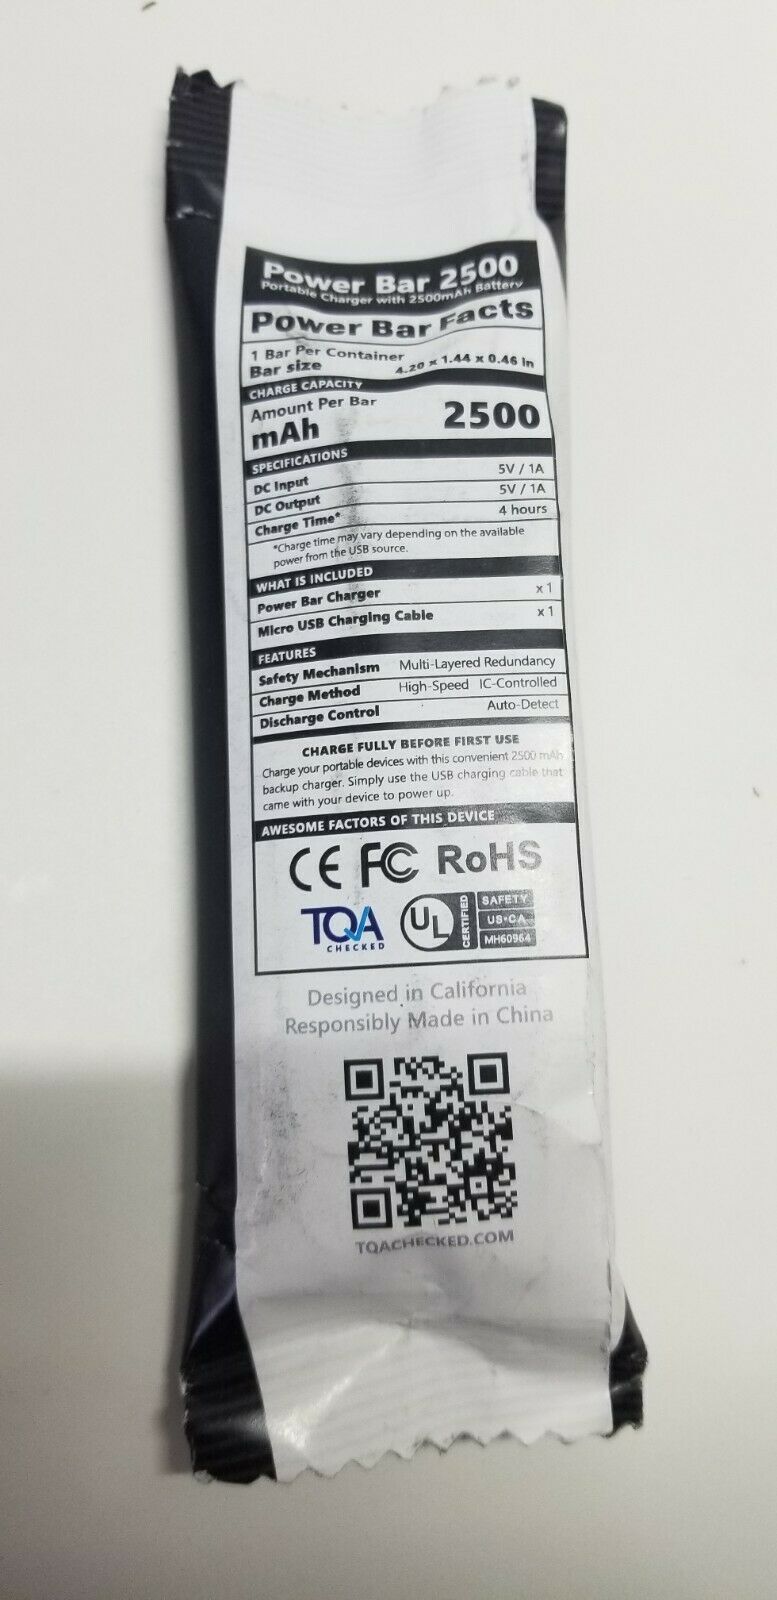 Power Bar 2500
Portable Charger with 2500mAh Battery
Power Bar Facts
1 Bar Per Container
Bar size 4.20 x 1.44 x 0.46 in
CHARGE CAPACITY
Amount Per Bar
mAh 2500
SPECIFICATIONS
DC Input 5V / 1A
DC Output 5V / 1A
Charge Time* 4 hours
*Charge time may vary depending on the available
power from the USB source.
WHAT IS INCLUDED
Power Bar Charger x 1
Micro USB Charging Cable x 1
FEATURES
Safety Mechanism Multi-Layered Redundancy
Charge Method High-Speed IC-Controlled
Discharge Control Auto-Detect
CHARGE FULLY BEFORE FIRST USE
Charge your portable devices with this convenient 2500 mAh
backup charger. Simply use the USB charging cable that
came with your device to power up.
AWESOME FACTORS OF THIS DEVICE
CE FC RoHS
TQA
CHECKED
UL
CERTIFIED
SAFETY
US•CA
MH60964
Designed in California
Responsibly Made in China
TQACHECKED.COM